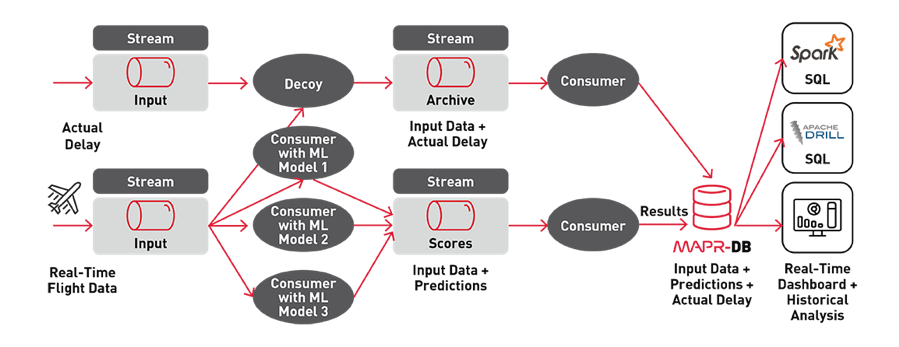 Stream
Input
Actual
Delay
Decoy
Stream
Archive
Input Data +
Actual Delay
Consumer
Spark
SQL
APACHE
DRILL
SQL
Consumer
with ML
Model 1
Stream
Input
Real-Time
Flight Data
Consumer
with ML
Model 2
Consumer
with ML
Model 3
Stream
Scores
Input Data +
Predictions
Consumer
Results
MAPR-DB
Input Data +
Predictions +
Actual Delay
Real-Time
Dashboard +
Historical
Analysis